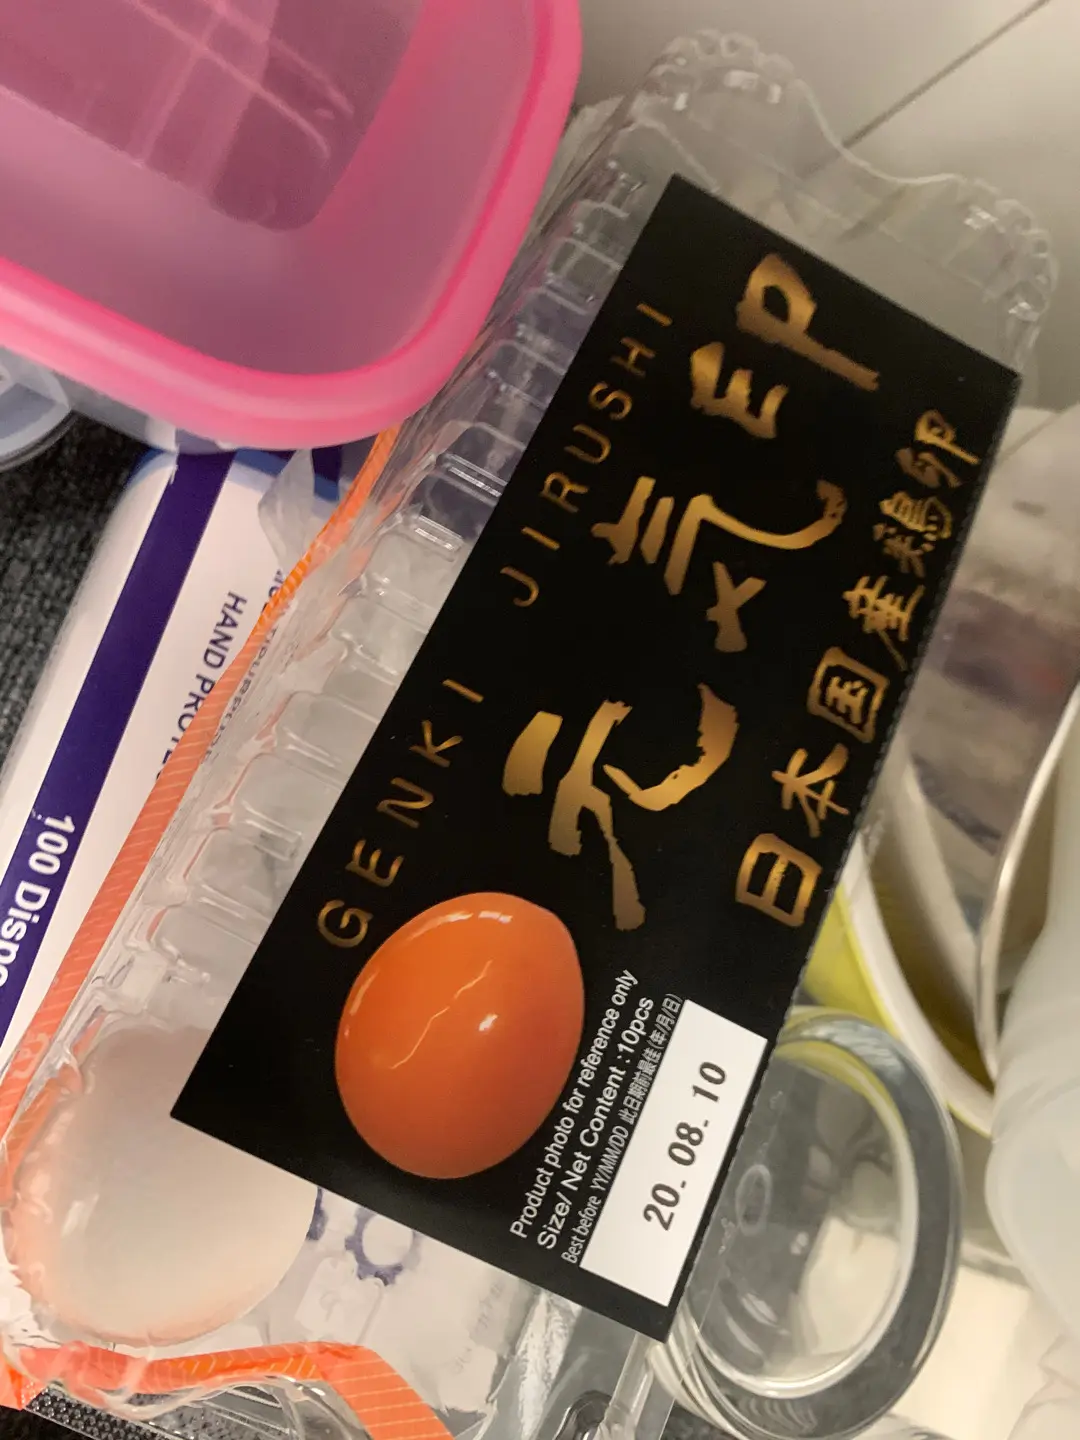 GENKI JIRUSHI
元気印
日本国産鶏卵
Product photo for reference only
Size/ Net Content : 10pcs
Best before YY/MM/DD 此日期前最佳(年/月/日)
20. 08. 10
HAND
100